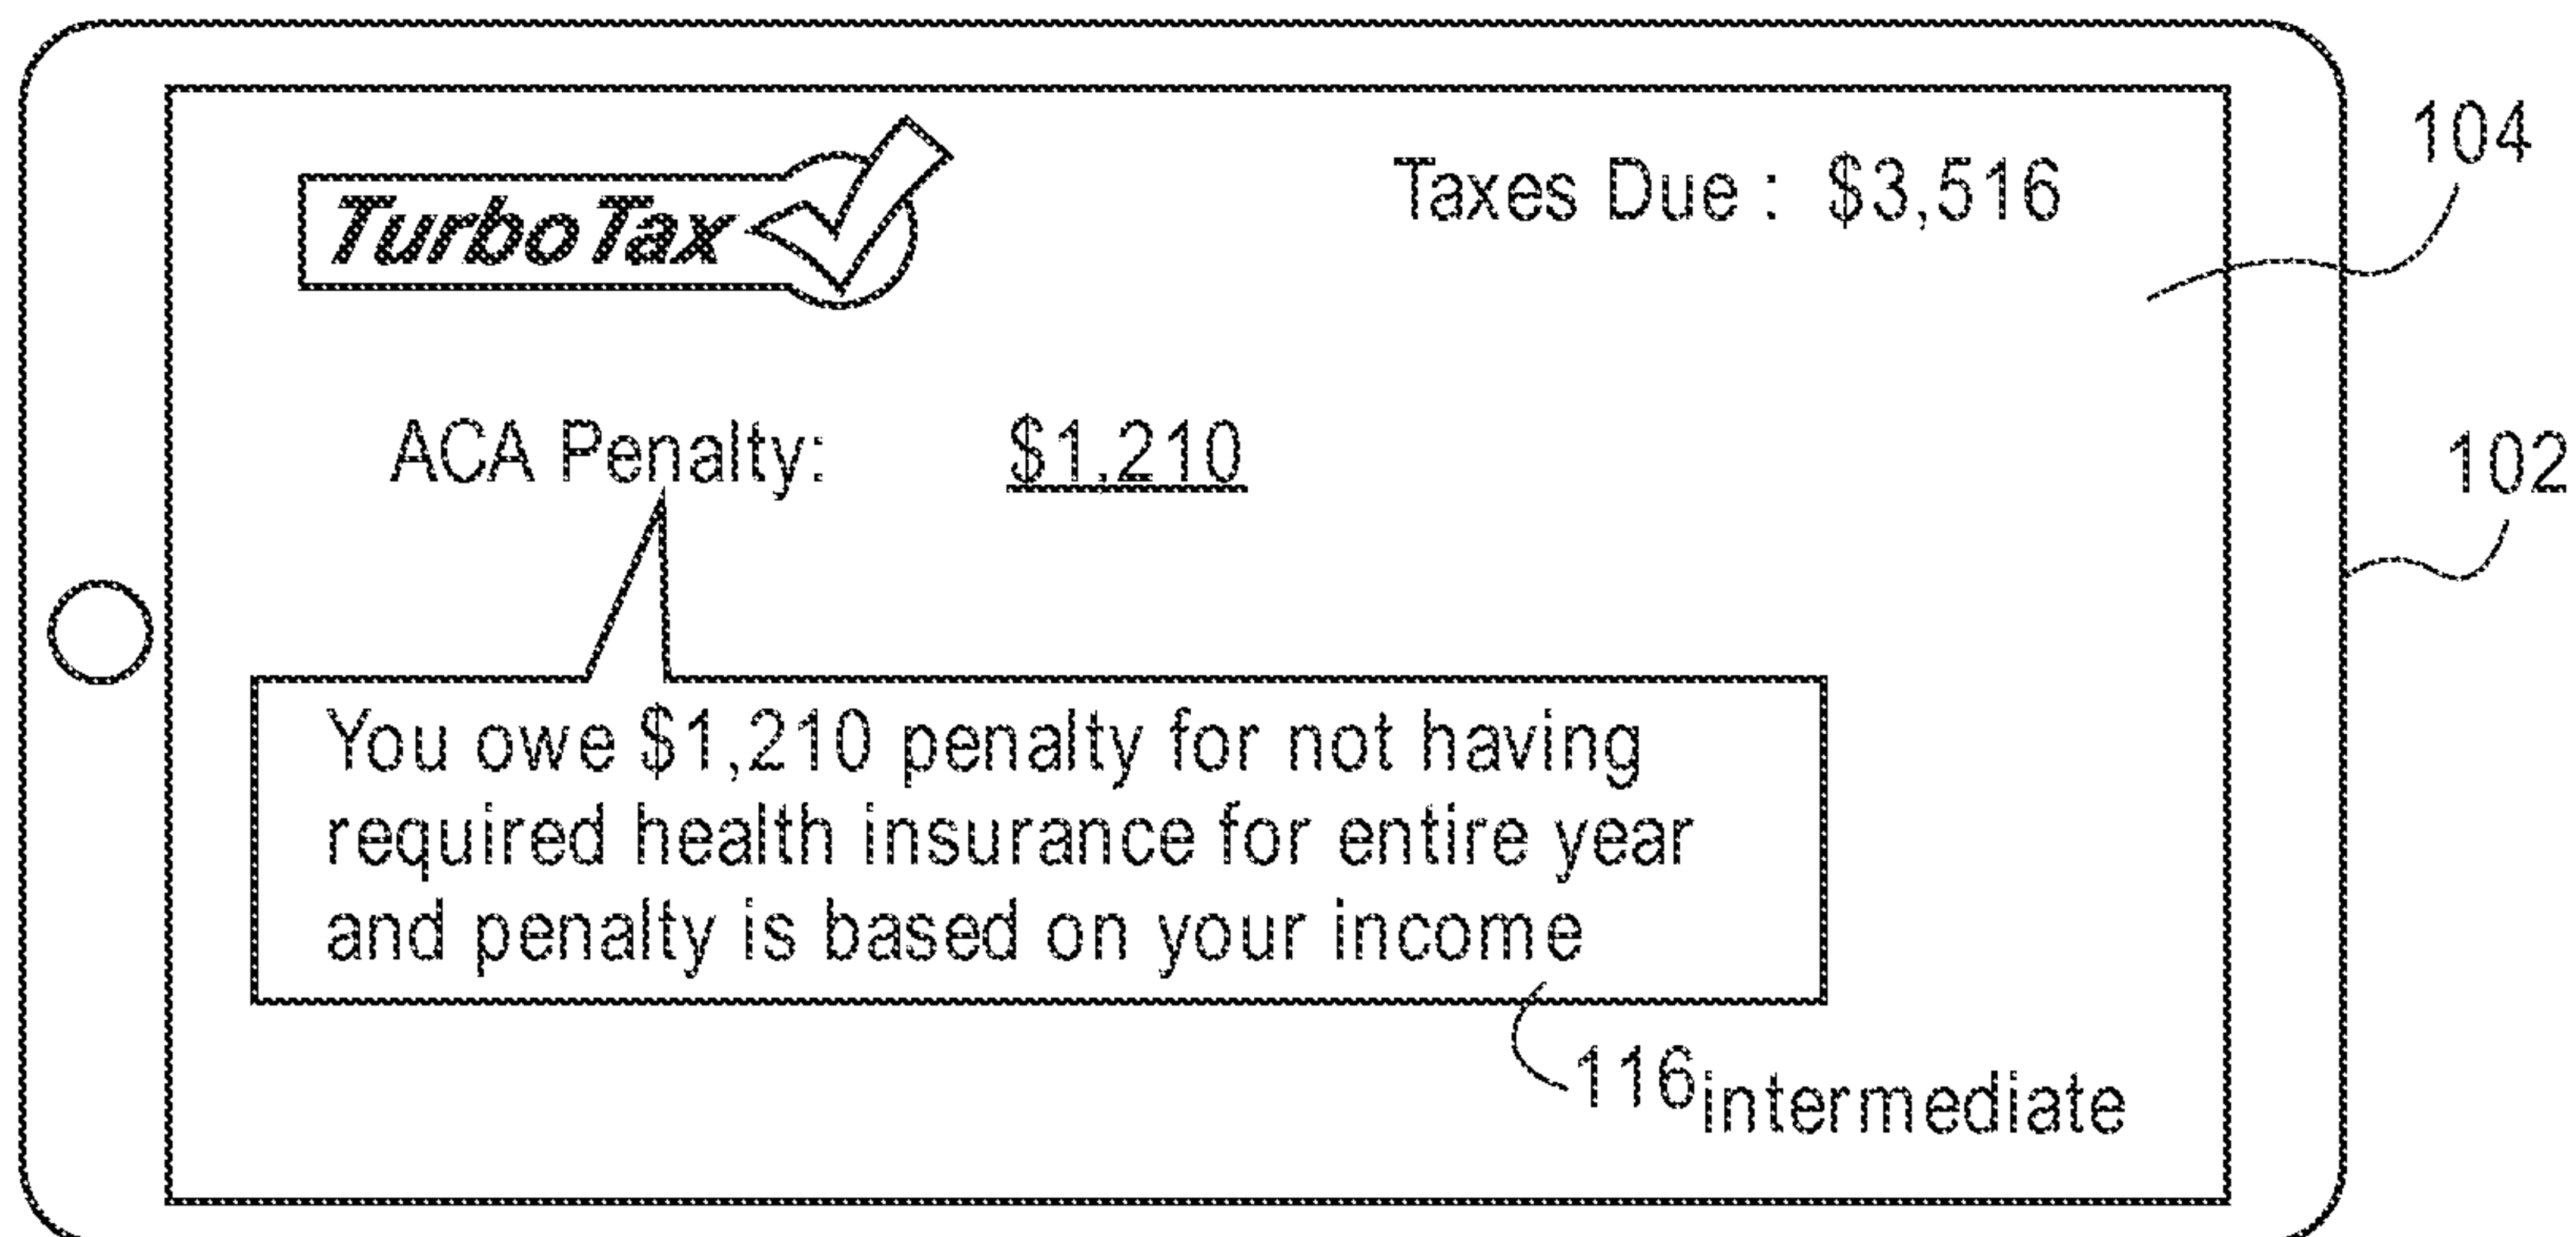 TurboTax
Taxes Due : $3,516
104
ACA Penalty: $1,210
102
You owe $1,210 penalty for not having
required health insurance for entire year
and penalty is based on your income
116intermediate